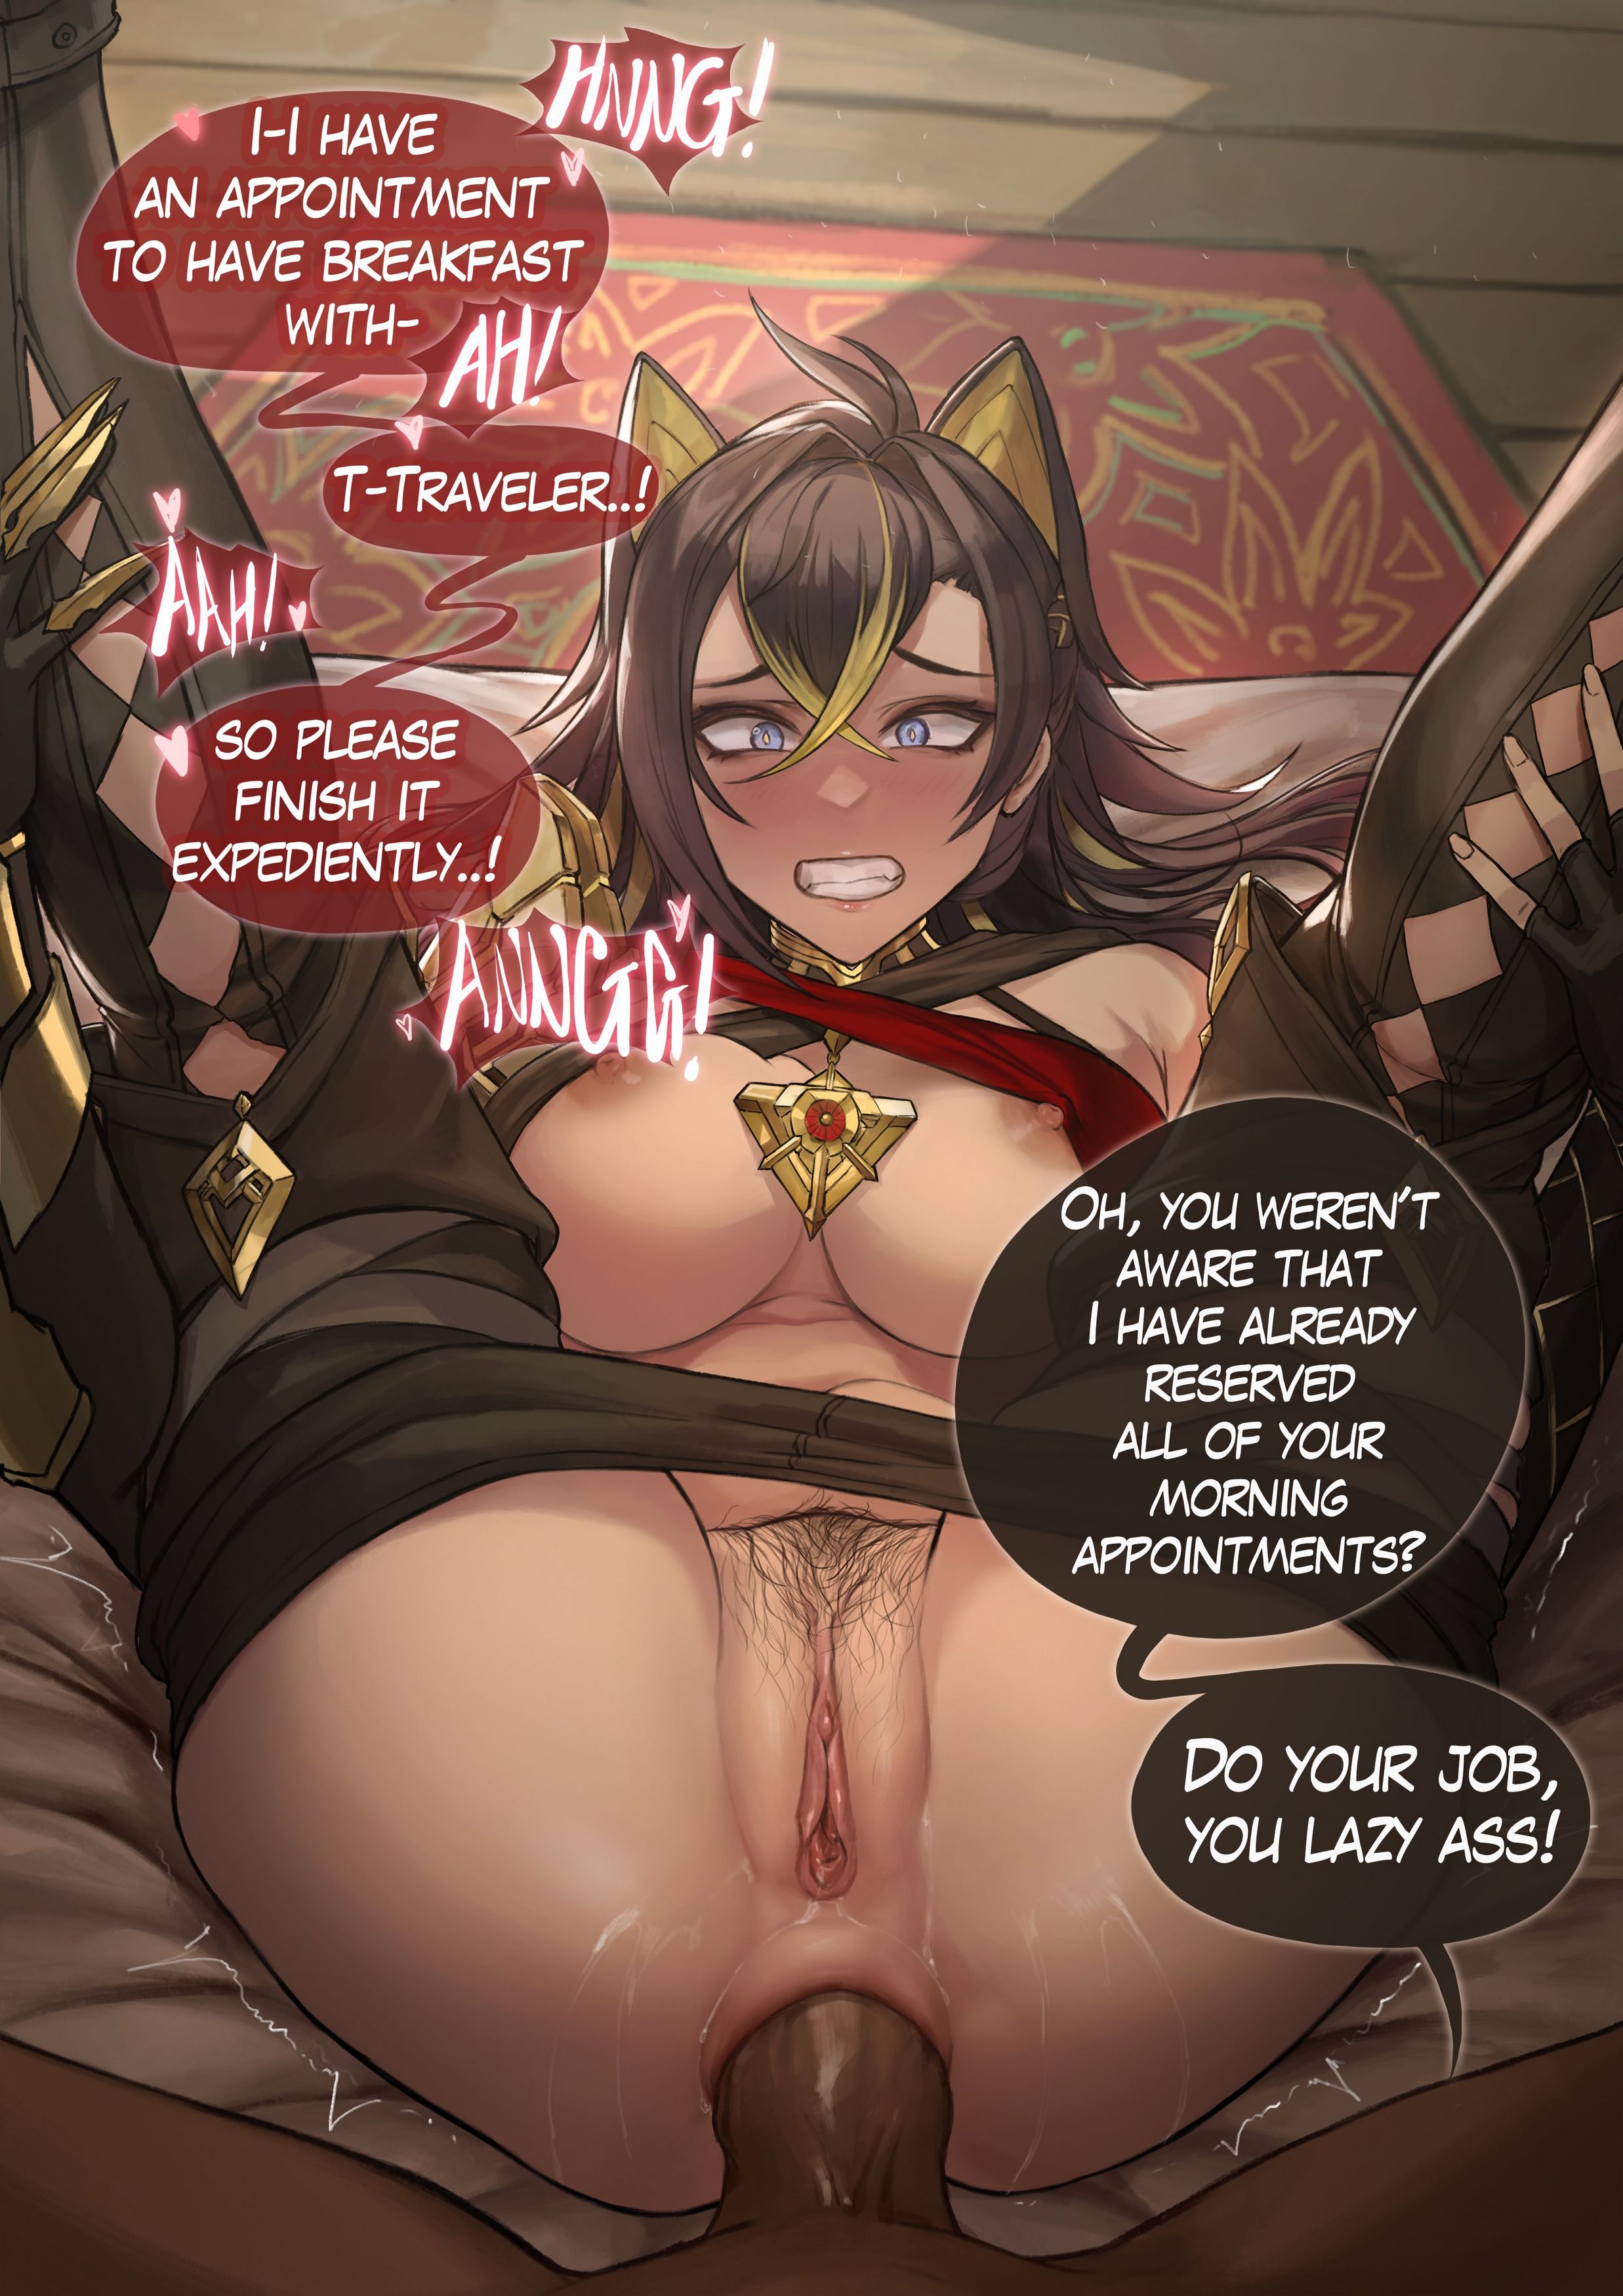 HNNG!
I-I HAVE
AN APPOINTMENT
TO HAVE BREAKFAST
WITH-
AH!
T-TRAVELER..!
AAH!
SO PLEASE
FINISH IT
EXPEDIENTLY..!
ANNGG!
OH, YOU WEREN'T
AWARE THAT
I HAVE ALREADY
RESERVED
ALL OF YOUR
MORNING
APPOINTMENTS?
DO YOUR JOB,
YOU LAZY ASS!